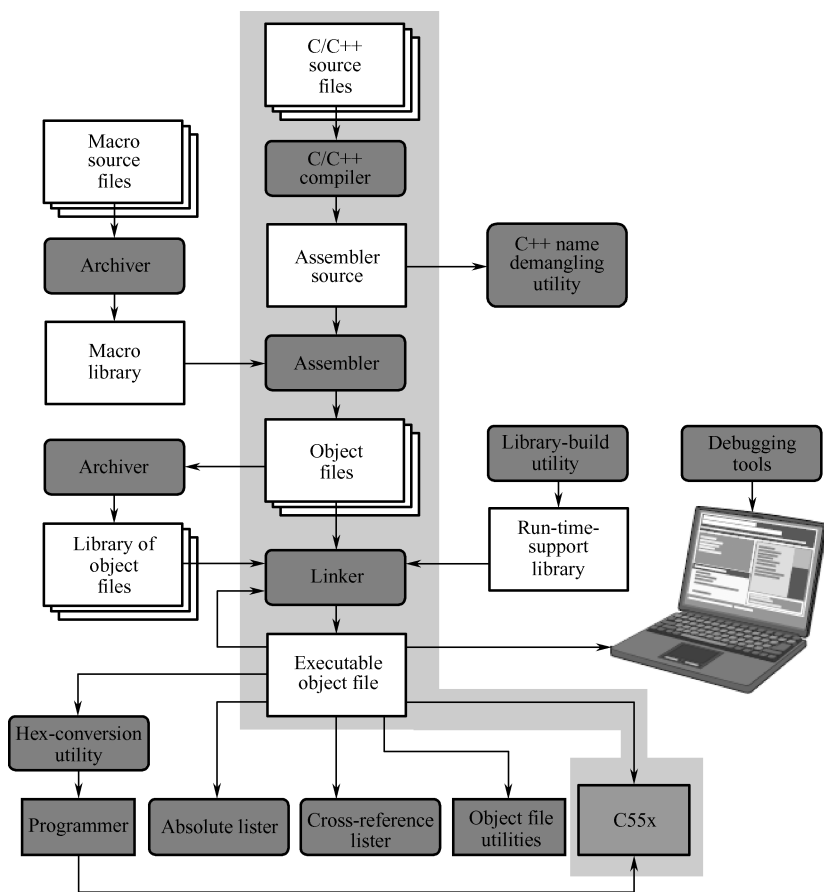 C/C++
source
files
Macro
source
files
C/C++
compiler
Archiver
Assembler
source
C++ name
demangling
utility
Macro
library
Assembler
Archiver
Object
files
Library-build
utility
Debugging
tools
Library of
object
files
Linker
Run-time-
support
library
Executable
object file
Hex-conversion
utility
Programmer
Absolute lister
Cross-reference
lister
Object file
utilities
C55x